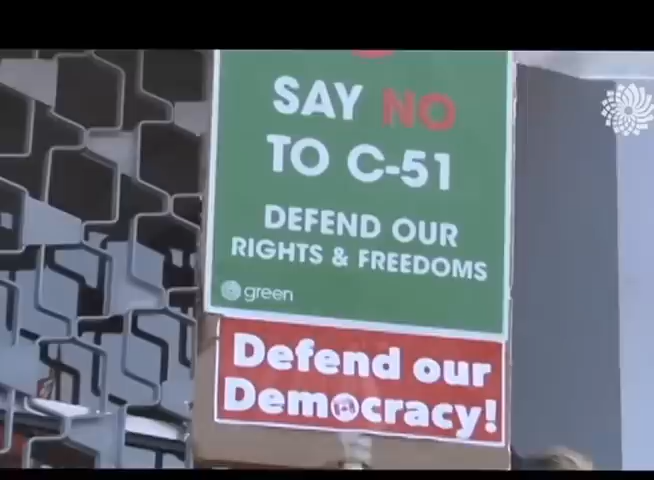 SAY NO
TO C-51
DEFEND OUR
RIGHTS & FREEDOMS
green
Defend our
Democracy!